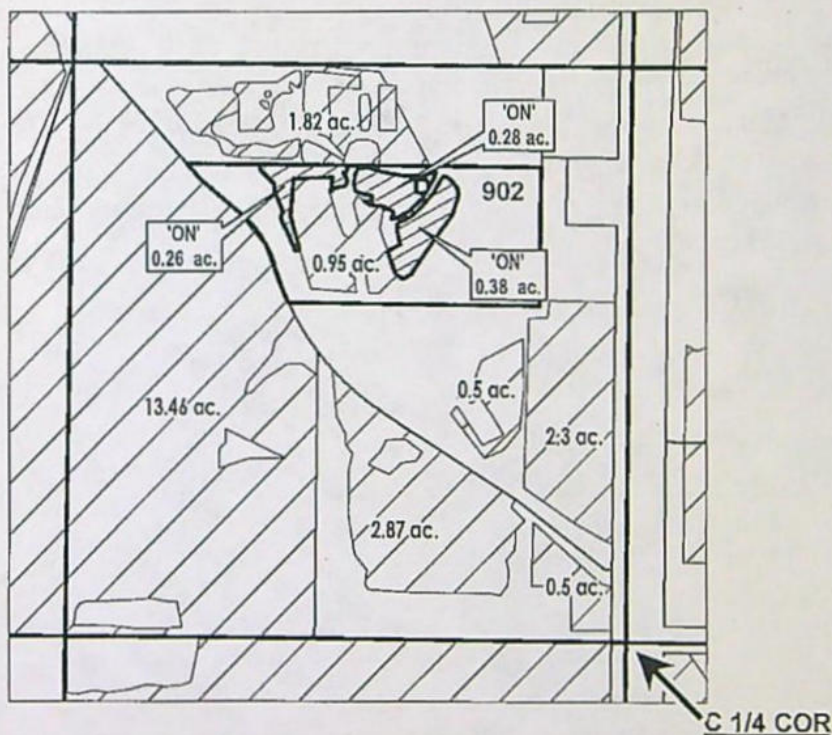 1.82 ac.
'ON'
0.28 ac.
902
'ON'
0.26 ac.
0.95 ac.
'ON'
0.38 ac.
13.46 ac.
0.5 ac.
2.3 ac.
2.87 ac.
0.5 ac.
C 1/4 COR